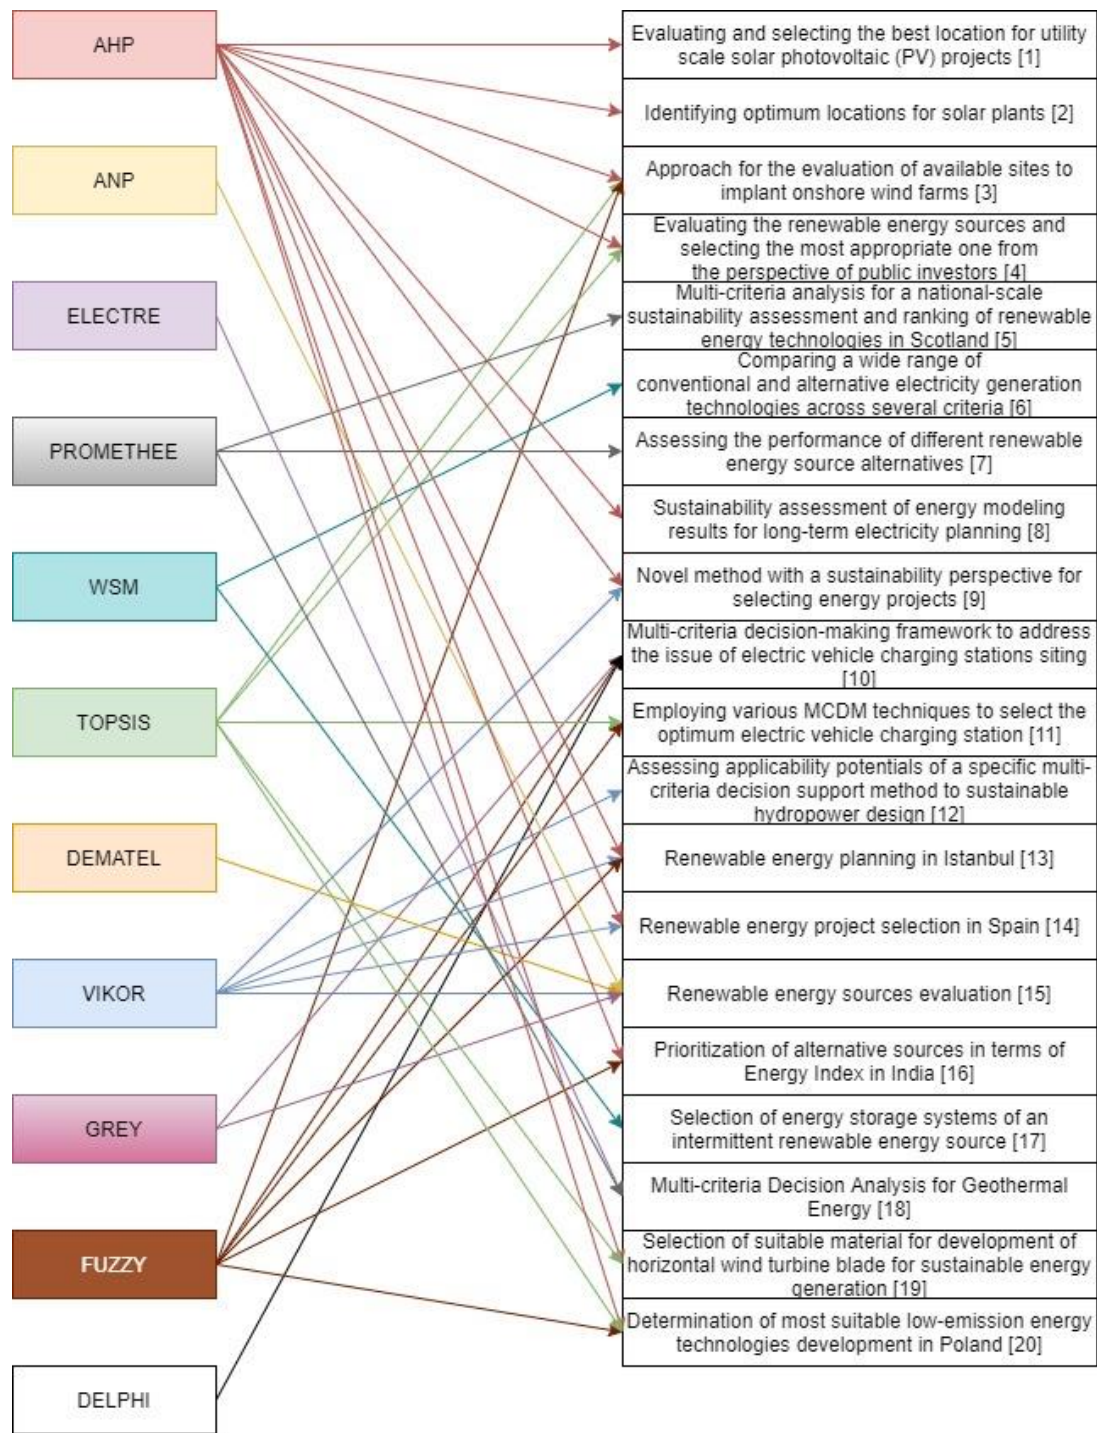 AHP
ANP
ELECTRE
PROMETHEE
WSM
TOPSIS
DEMATEL
VIKOR
GREY
FUZZY
DELPHI
Evaluating and selecting the best location for utility
scale solar photovoltaic (PV) projects [1]
Identifying optimum locations for solar plants [2]
Approach for the evaluation of available sites to
implant onshore wind farms [3]
Evaluating the renewable energy sources and
selecting the most appropriate one from
the perspective of public investors [4]
Multi-criteria analysis for a national-scale
sustainability assessment and ranking of renewable
energy technologies in Scotland [5]
Comparing a wide range of
conventional and alternative electricity generation
technologies across several criteria [6]
Assessing the performance of different renewable
energy source alternatives [7]
Sustainability assessment of energy modeling
results for long-term electricity planning [8]
Novel method with a sustainability perspective for
selecting energy projects [9]
Multi-criteria decision-making framework to address
the issue of electric vehicle charging stations siting
[10]
Employing various MCDM techniques to select the
optimum electric vehicle charging station [11]
Assessing applicability potentials of a specific multi-
criteria decision support method to sustainable
hydropower design [12]
Renewable energy planning in Istanbul [13]
Renewable energy project selection in Spain [14]
Renewable energy sources evaluation [15]
Prioritization of alternative sources in terms of
Energy Index in India [16]
Selection of energy storage systems of an
intermittent renewable energy source [17]
Multi-criteria Decision Analysis for Geothermal
Energy [18]
Selection of suitable material for development of
horizontal wind turbine blade for sustainable energy
generation [19]
Determination of most suitable low-emission energy
technologies development in Poland [20]